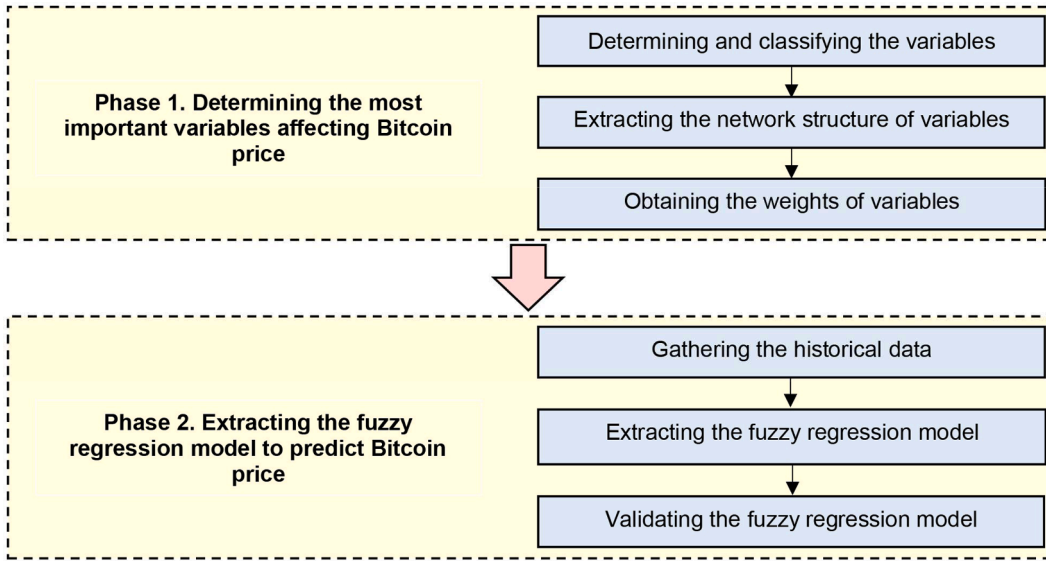 Phase 1. Determining the most
important variables affecting Bitcoin
price
Determining and classifying the variables
Extracting the network structure of variables
Obtaining the weights of variables
Phase 2. Extracting the fuzzy
regression model to predict Bitcoin
price
Gathering the historical data
Extracting the fuzzy regression model
Validating the fuzzy regression model